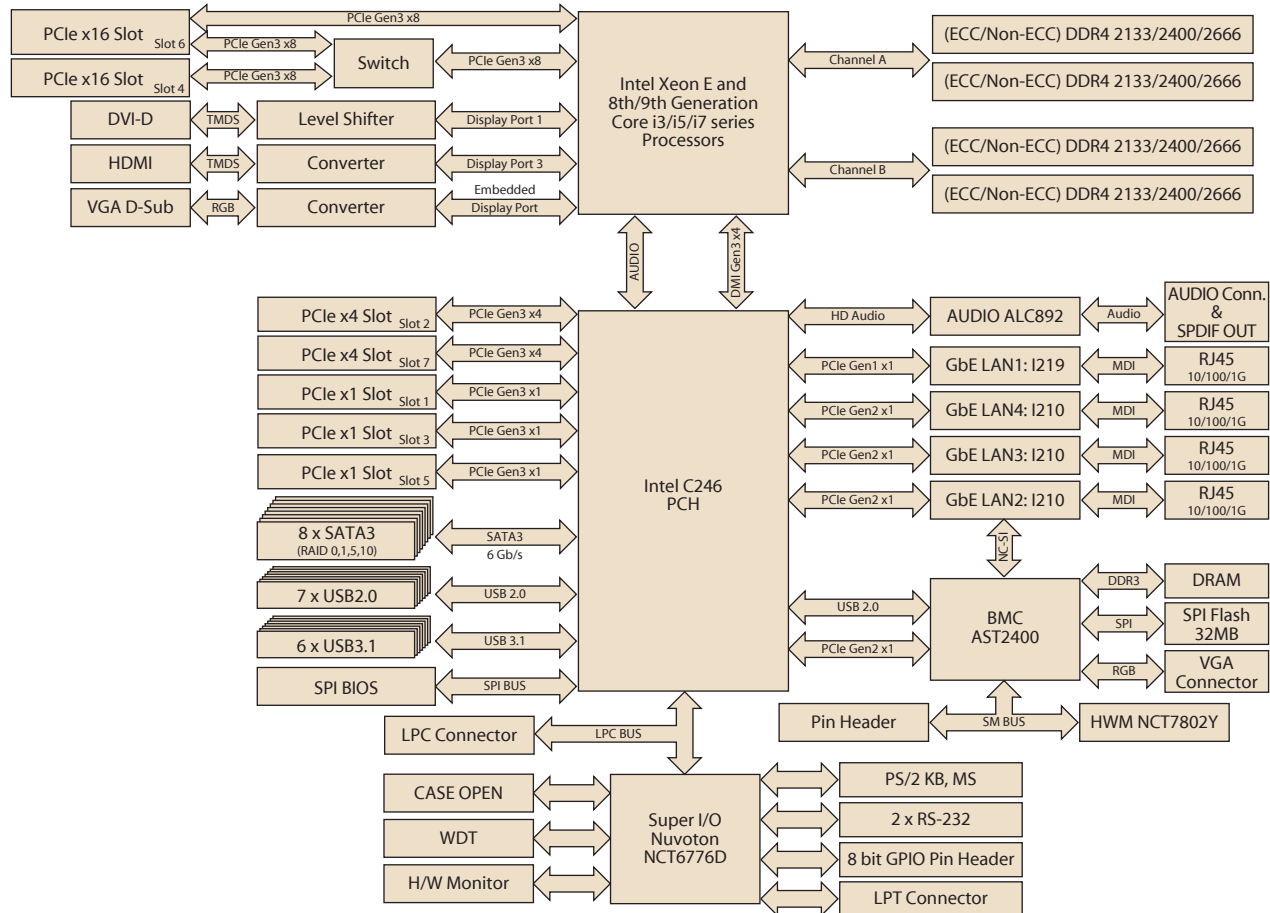 PCIe x16 Slot Slot 6
PCIe Gen3 x8
PCIe Gen3 x8
PCIe x16 Slot Slot 4
PCIe Gen3 x8
Switch
PCIe Gen3 x8
DVI-D
TMDS
Level Shifter
Display Port 1
HDMI
TMDS
Converter
Display Port 3
VGA D-Sub
RGB
Converter
Embedded
Display Port
Intel Xeon E and
8th/9th Generation
Core i3/i5/i7 series
Processors
Channel A
(ECC/Non-ECC) DDR4 2133/2400/2666
(ECC/Non-ECC) DDR4 2133/2400/2666
Channel B
(ECC/Non-ECC) DDR4 2133/2400/2666
(ECC/Non-ECC) DDR4 2133/2400/2666
AUDIO
DMI Gen3 x4
PCIe x4 Slot Slot 2
PCIe Gen3 x4
PCIe x4 Slot Slot 7
PCIe Gen3 x4
PCIe x1 Slot Slot 1
PCIe Gen3 x1
PCIe x1 Slot Slot 3
PCIe Gen3 x1
PCIe x1 Slot Slot 5
PCIe Gen3 x1
8 x SATA3
(RAID 0,1,5,10)
SATA3
6 Gb/s
7 x USB2.0
USB 2.0
6 x USB3.1
USB 3.1
SPI BIOS
SPI BUS
Intel C246
PCH
HD Audio
AUDIO ALC892
Audio
AUDIO Conn.
&
SPDIF OUT
PCIe Gen1 x1
GbE LAN1: I219
MDI
RJ45
10/100/1G
PCIe Gen2 x1
GbE LAN4: I210
MDI
RJ45
10/100/1G
PCIe Gen2 x1
GbE LAN3: I210
MDI
RJ45
10/100/1G
PCIe Gen2 x1
GbE LAN2: I210
MDI
RJ45
10/100/1G
NC-SI
USB 2.0
PCIe Gen2 x1
BMC
AST2400
DDR3
DRAM
SPI
SPI Flash
32MB
RGB
VGA
Connector
Pin Header
SM BUS
HWM NCT7802Y
LPC Connector
LPC BUS
CASE OPEN
WDT
H/W Monitor
Super I/O
Nuvoton
NCT6776D
PS/2 KB, MS
2 x RS-232
8 bit GPIO Pin Header
LPT Connector